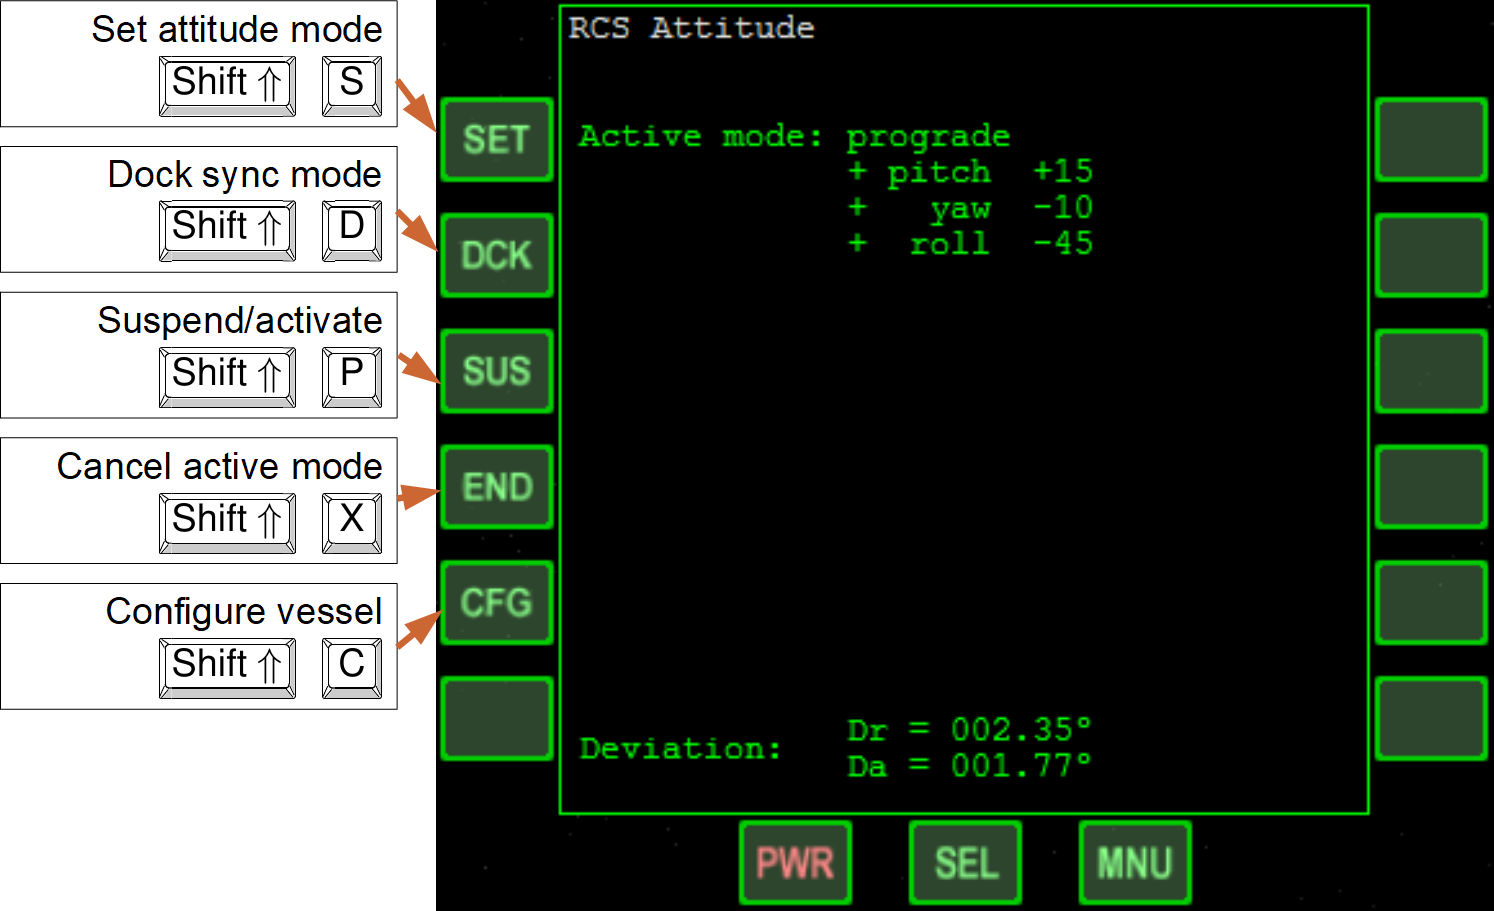 Set attitude mode
Shift ⇑ S
Dock sync mode
Shift ⇑ D
Suspend/activate
Shift ⇑ P
Cancel active mode
Shift ⇑ X
Configure vessel
Shift ⇑ C
SET
DCK
SUS
END
CFG
RCS Attitude
Active mode: prograde
+ pitch +15
+ yaw -10
+ roll -45
Deviation:
Dr = 002.35°
Da = 001.77°
PWR SEL MNU